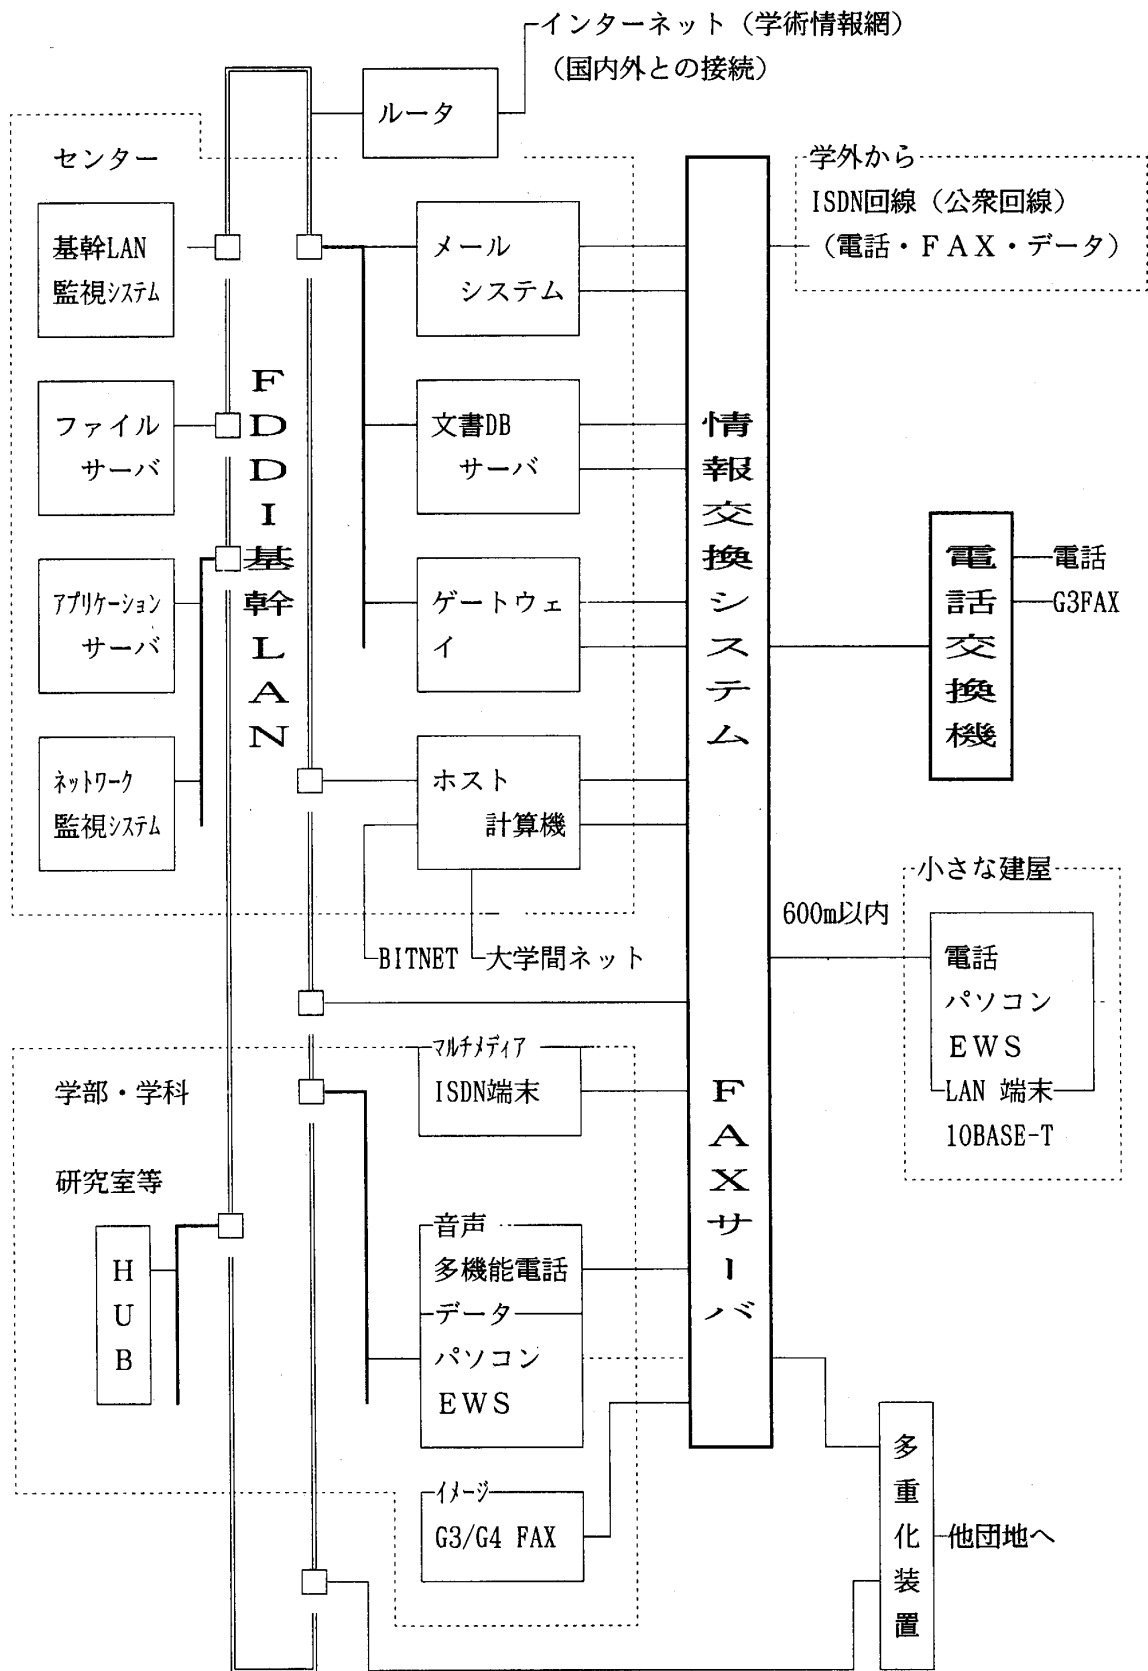 インターネット（学術情報網）
（国内外との接続）
ルータ
センター
学外から
ISDN回線（公衆回線）
（電話・ＦＡＸ・データ）
基幹LAN
監視システム
メール
システム
ＦＤＤＩ基幹ＬＡＮ
情報交換システム
ＦＡＸサーバ
ファイル
サーバ
文書DB
サーバ
電話交換機
電話
G3FAX
アプリケーション
サーバ
ゲートウェ
イ
ネットワーク
監視システム
ホスト
計算機
BITNET
大学間ネット
600m以内
小さな建屋
電話
パソコン
ＥＷＳ
LAN 端末
10BASE-T
学部・学科
研究室等
ＨＵＢ
マルチメディア
ISDN端末
音声
多機能電話
データ
パソコン
ＥＷＳ
イメージ
G3/G4 FAX
多重化装置
他団地へ